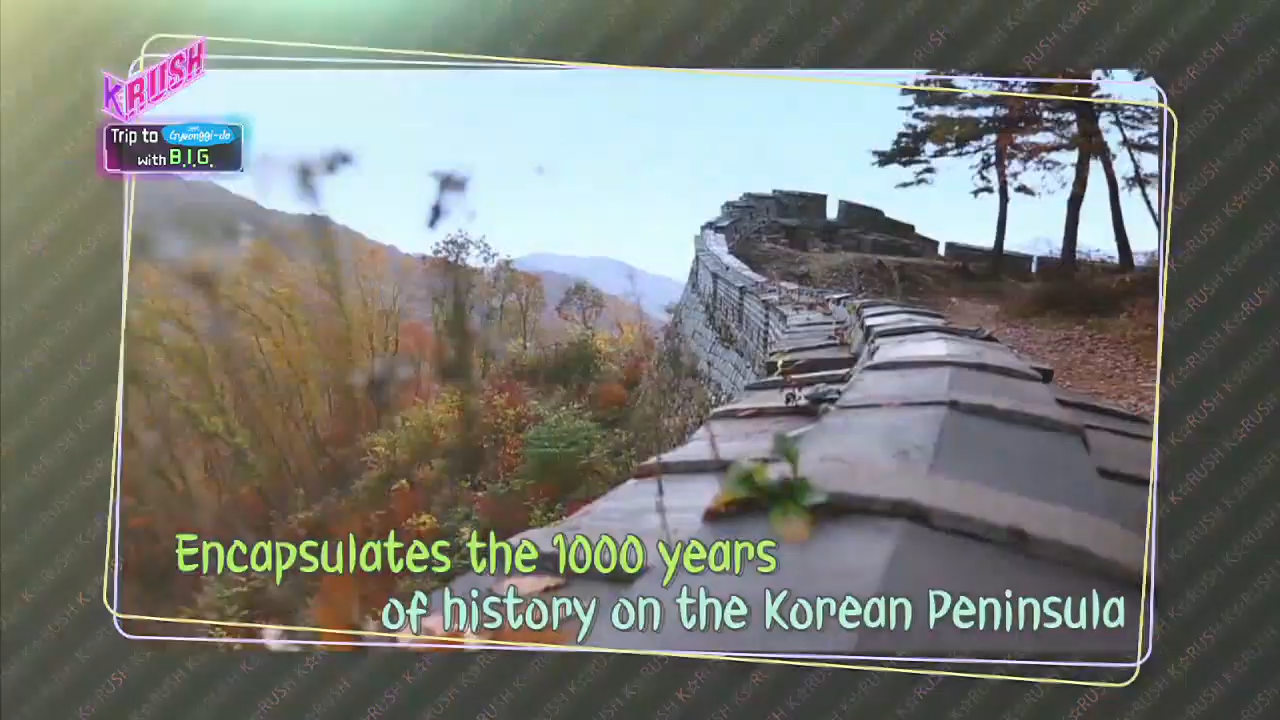 KRUSH
Trip to Gyeonggi-do
with B.I.G.
Encapsulates the 1000 years
of history on the Korean Peninsula